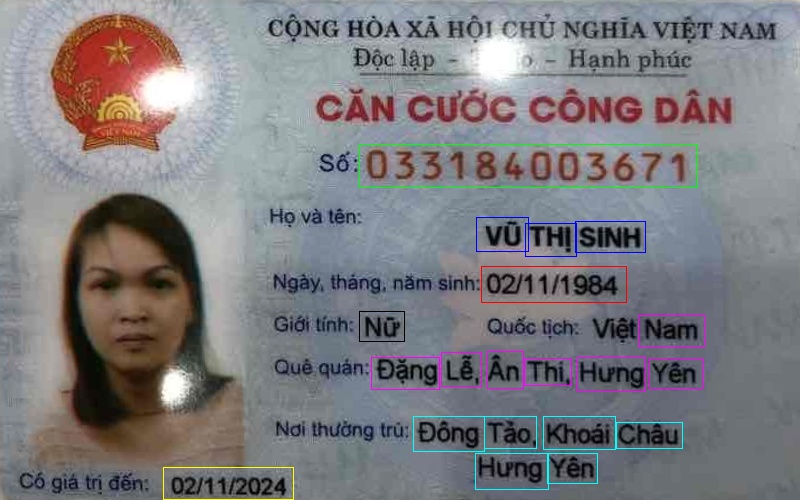 CỘNG HÒA XÃ HỘI CHỦ NGHĨA VIỆT NAM
Độc lập - - Hạnh phúc
CĂN CƯỚC CÔNG DÂN
VIỆT NAM
Số: 033184003671
Họ và tên:
VŨ THỊ SINH
Ngày, tháng, năm sinh: 02/11/1984
Giới tính: Nữ Quốc tịch: Việt Nam
Quê quán: Đặng Lễ, Ân Thi, Hưng Yên
Nơi thường trú: Đông Tảo, Khoái Châu
Hưng Yên
Có giá trị đến: 02/11/2024